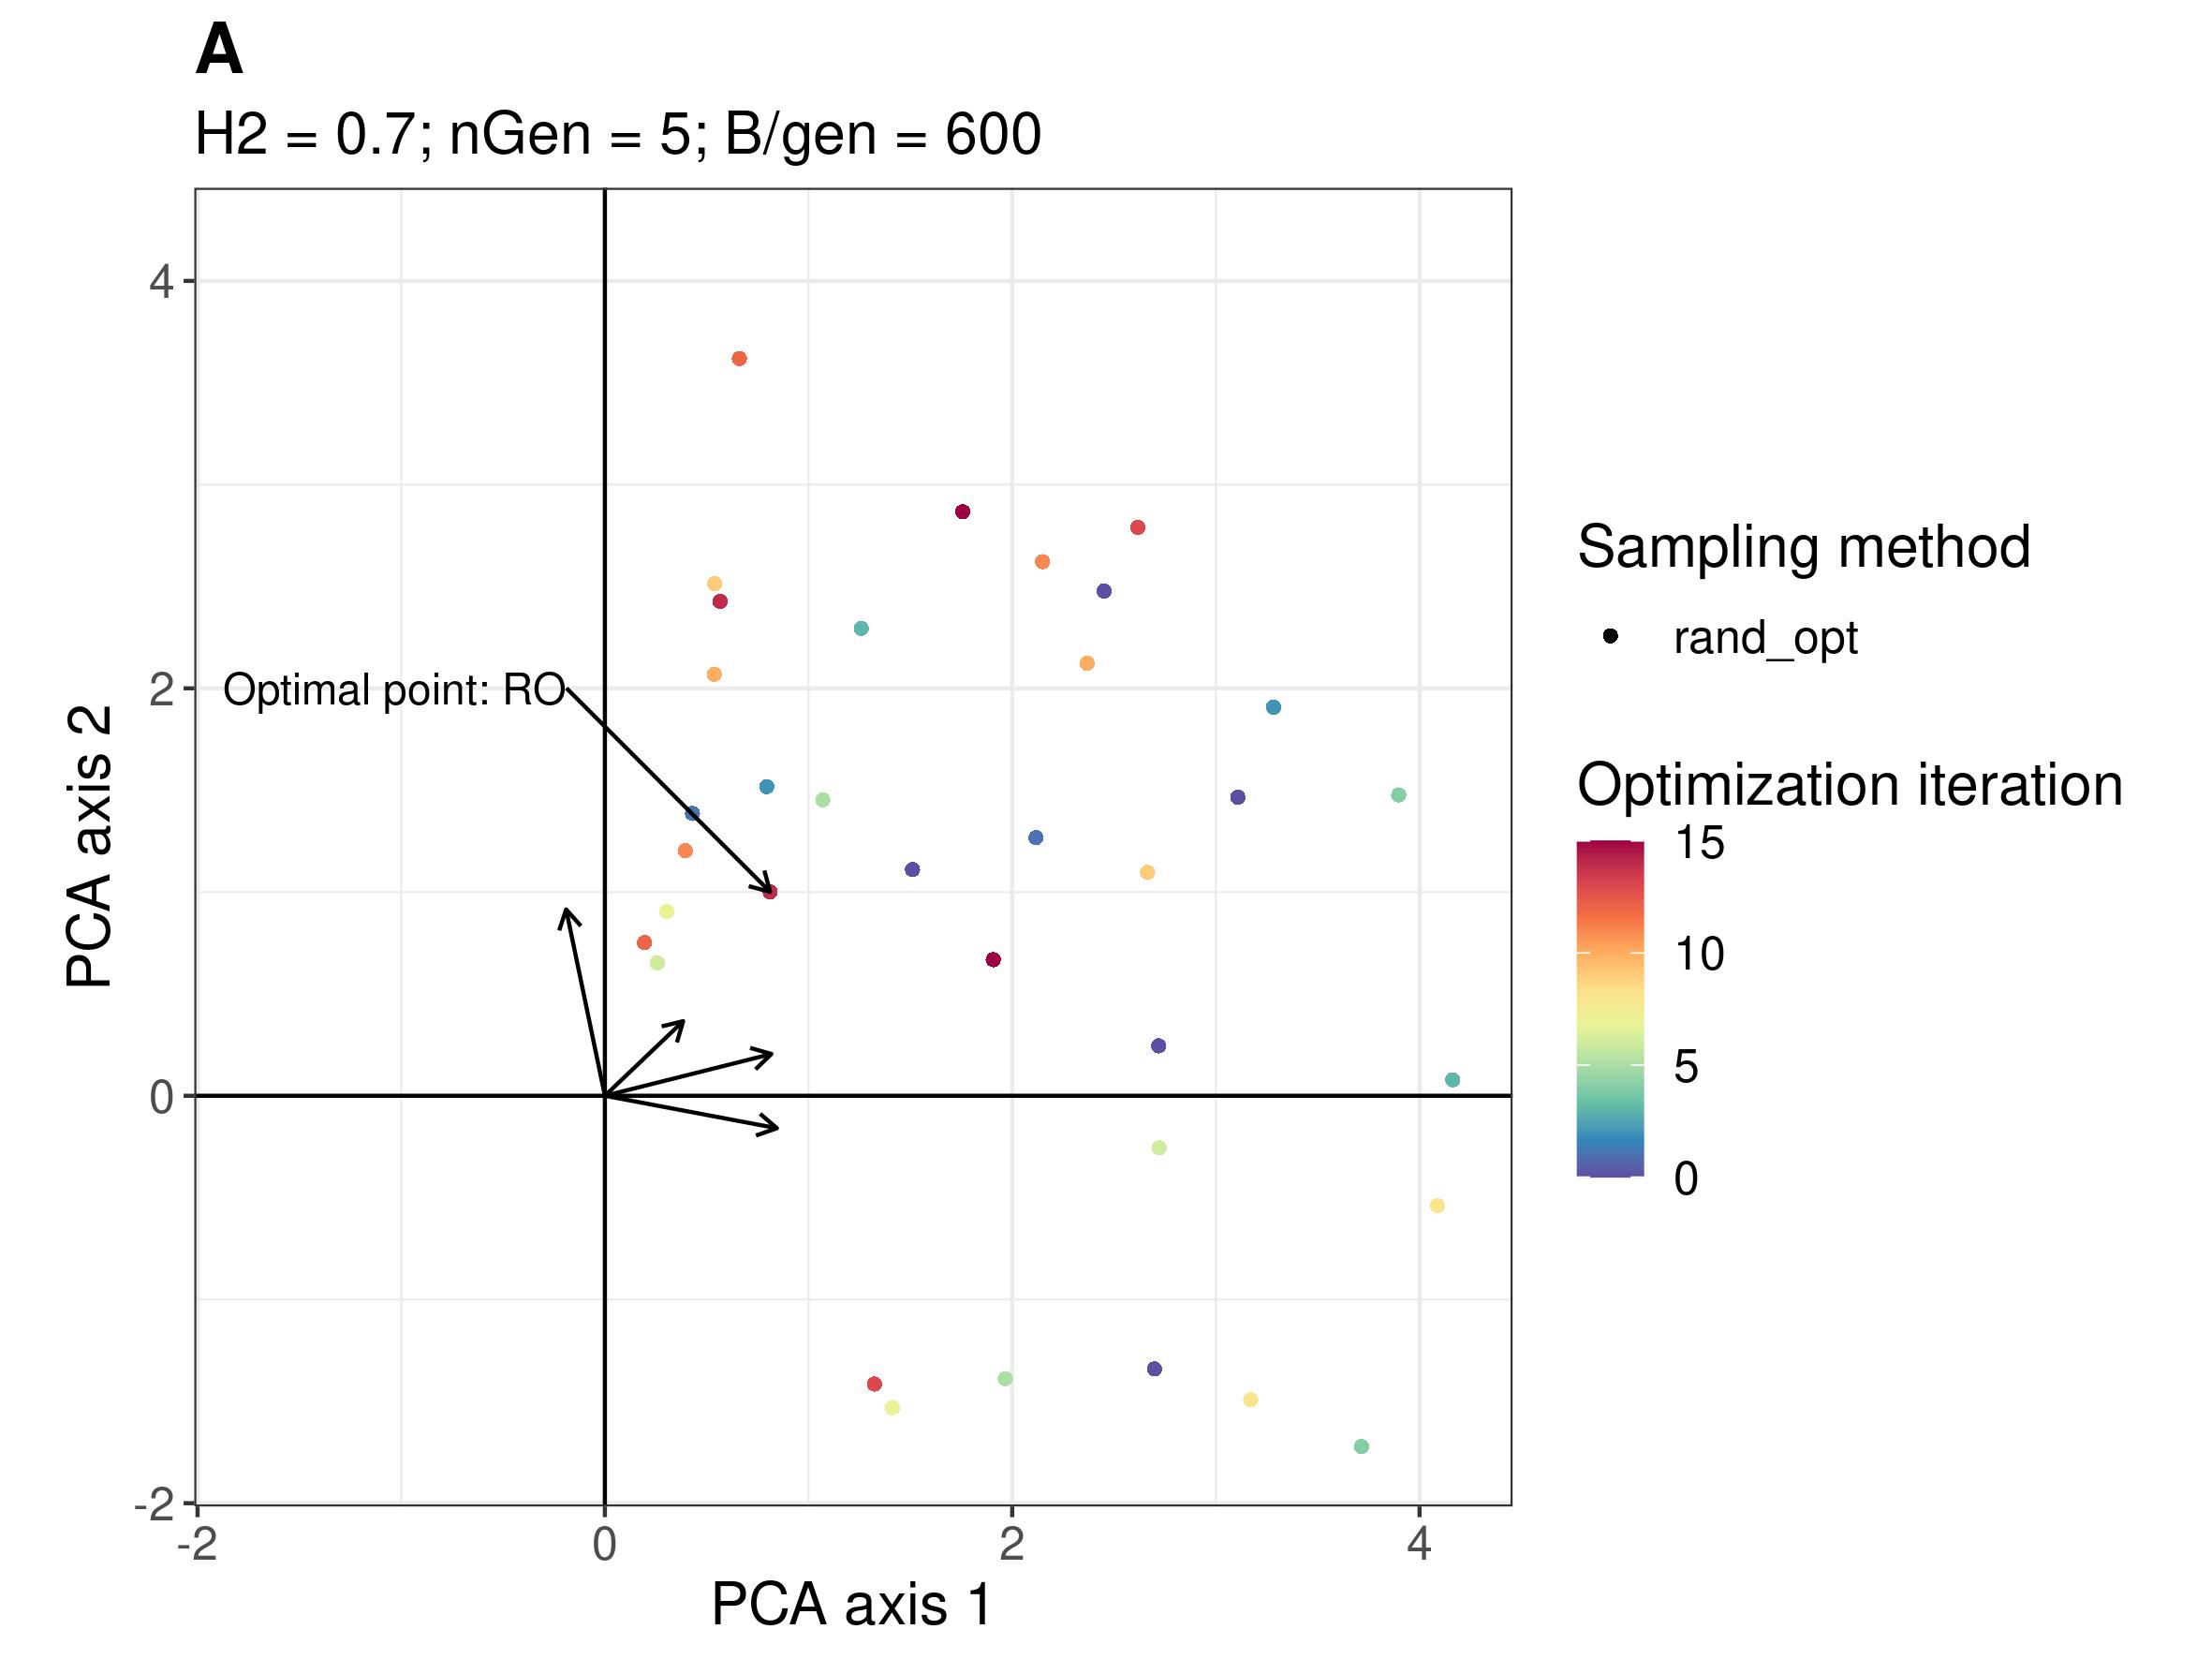 A
H2 = 0.7; nGen = 5; B/gen = 600
4
2
0
-2
-2
0
2
4
PCA axis 2
PCA axis 1
Optimal point: RO
Sampling method
rand_opt
Optimization iteration
15
10
5
0